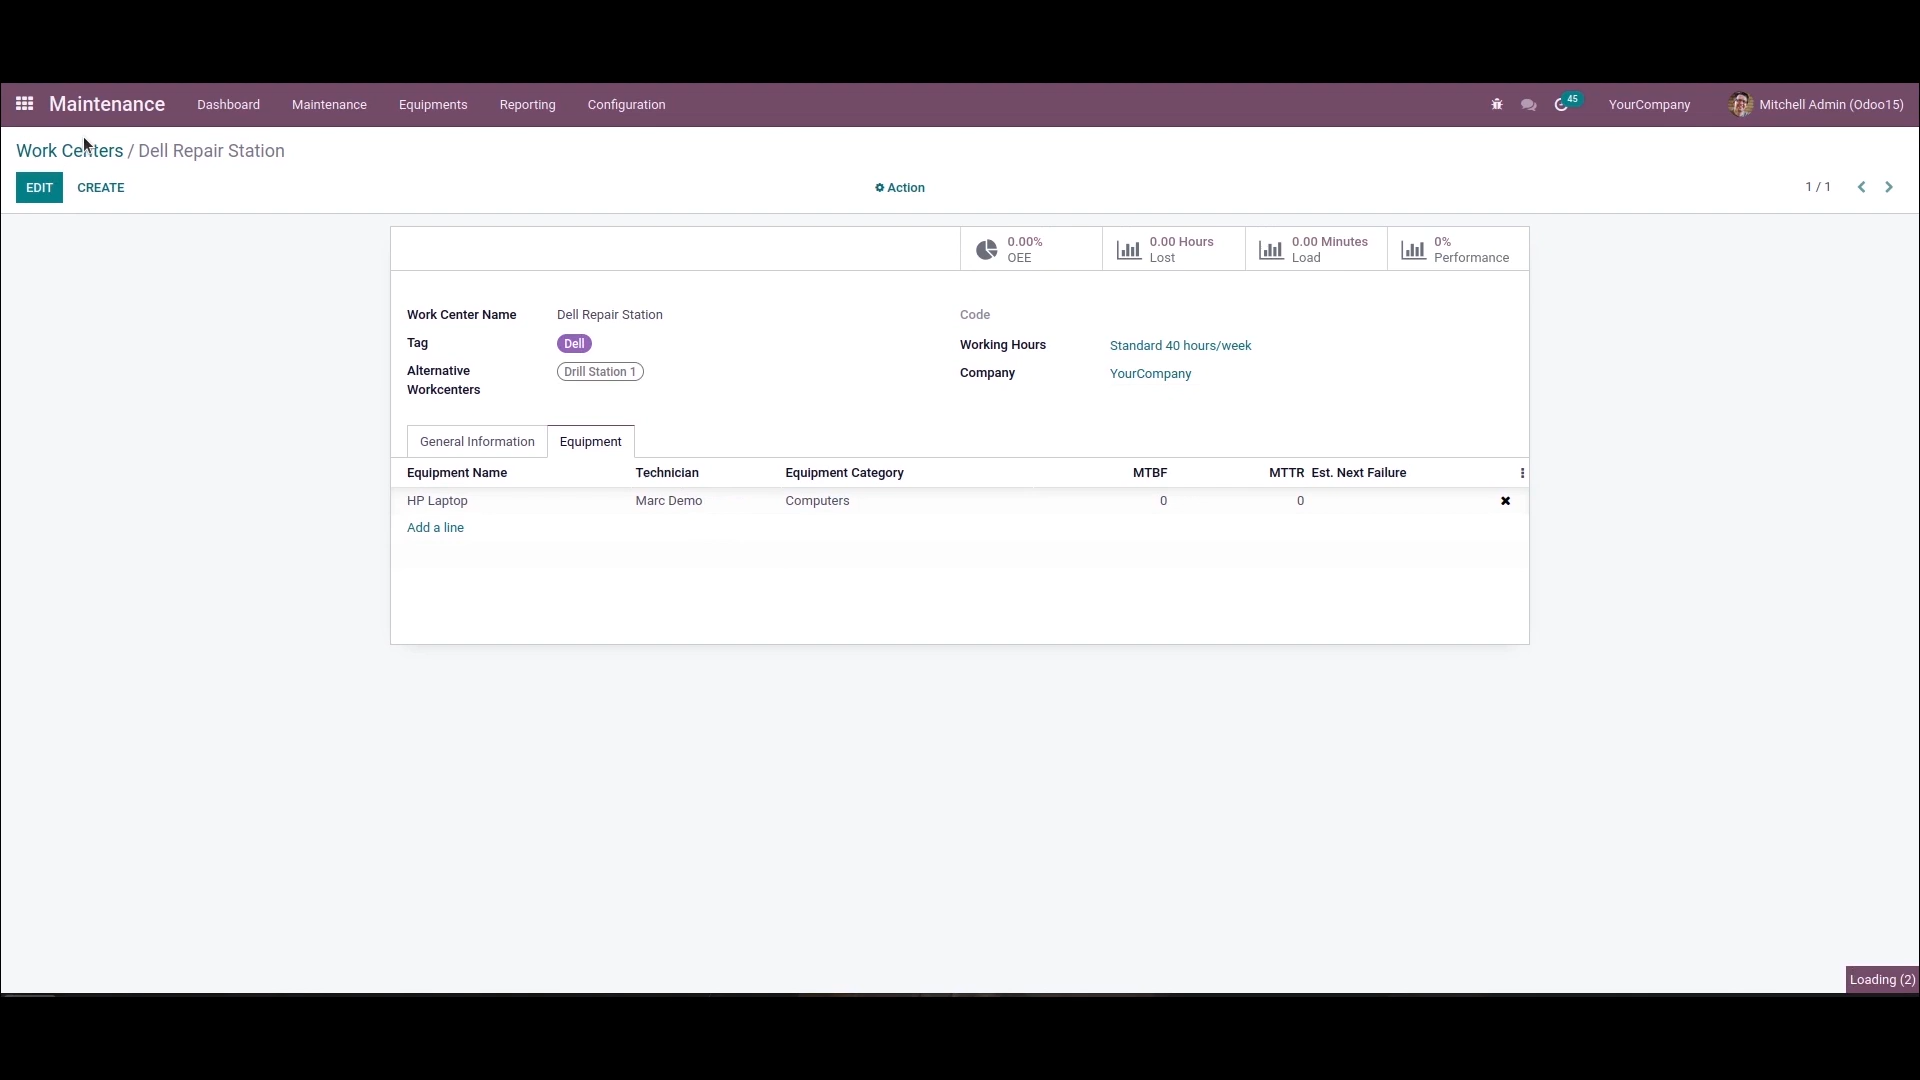 Maintenance Dashboard Maintenance Equipments Reporting Configuration 45 YourCompany Mitchell Admin (Odoo15)
Work Centers / Dell Repair Station
EDIT CREATE Action 1 / 1
0.00% OEE
0.00 Hours Lost
0.00 Minutes Load
0% Performance
Work Center Name Dell Repair Station Code
Tag Dell Working Hours Standard 40 hours/week
Alternative Workcenters Drill Station 1 Company YourCompany
General Information Equipment
Equipment Name Technician Equipment Category MTBF MTTR Est. Next Failure
HP Laptop Marc Demo Computers 0 0
Add a line
Loading (2)